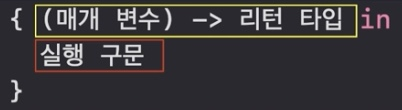 { (매개 변수) -> 리턴 타입 in
실행 구문
}